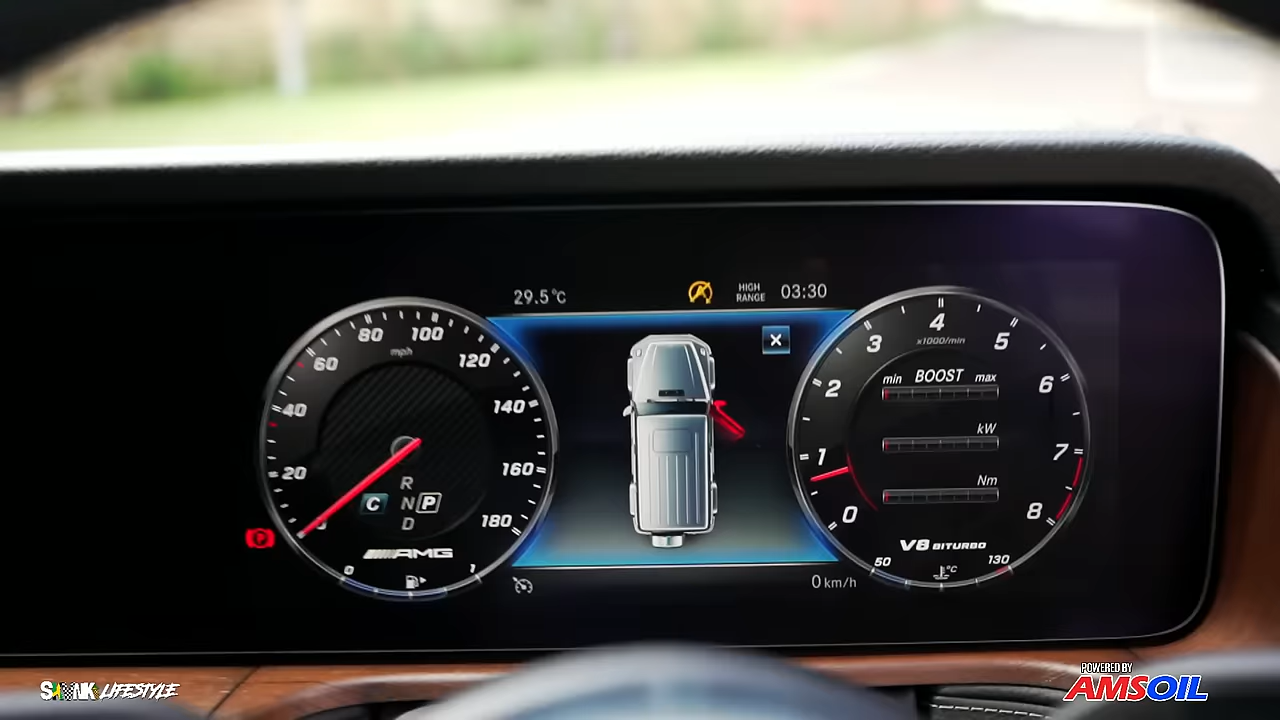 29.5°C
HIGH
RANGE
03:30
0
20
40
60
80
100
120
140
160
180
mph
C
R
N
D
P
AMG
0
1
0
1
2
3
4
5
6
7
8
x1000/min
min BOOST max
kW
Nm
V8 BITURBO
50
°C
130
0 km/h
SKVNK LIFESTYLE
POWERED BY
AMSOIL